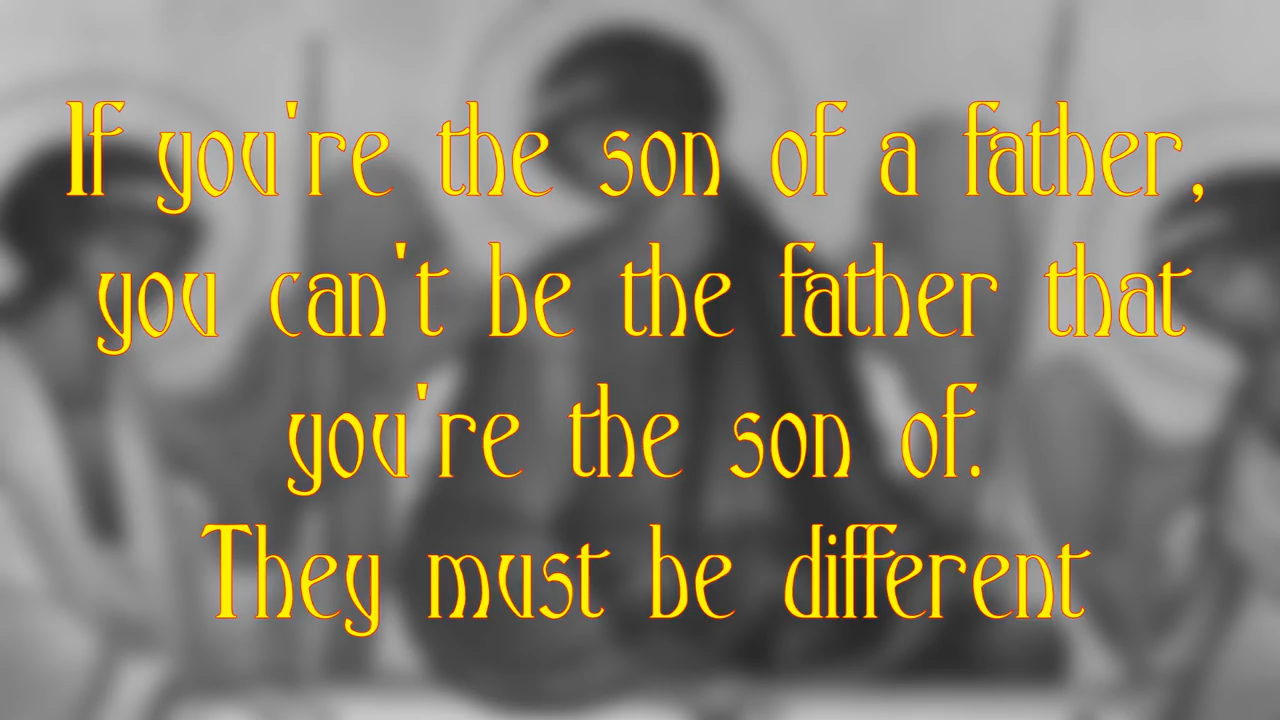 If you're the son of a father,
you can't be the father that
you're the son of.
They must be different